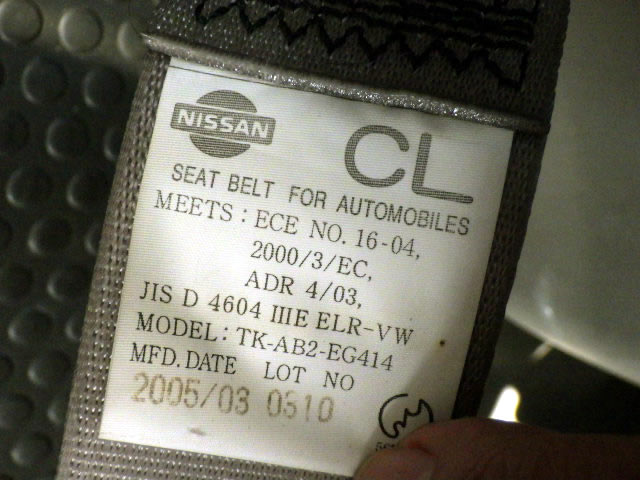 NISSAN CL
SEAT BELT FOR AUTOMOBILES
MEETS : ECE NO. 16-04,
2000/3/EC,
ADR 4/03,
JIS D 4604 IIIE ELR-VW
MODEL: TK-AB2-EG414
MFD.DATE LOT NO
2005/03 0310